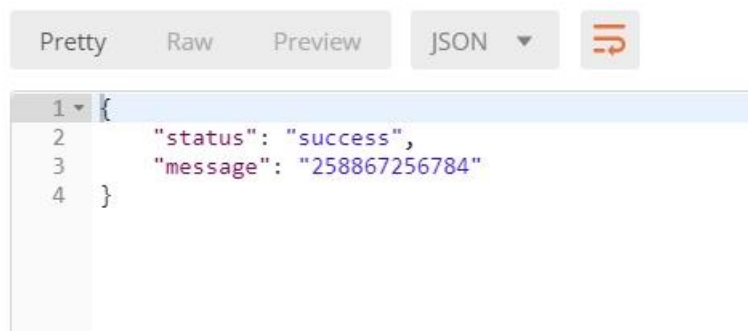 Pretty Raw Preview JSON
1 {
2 "status": "success",
3 "message": "258867256784"
4 }